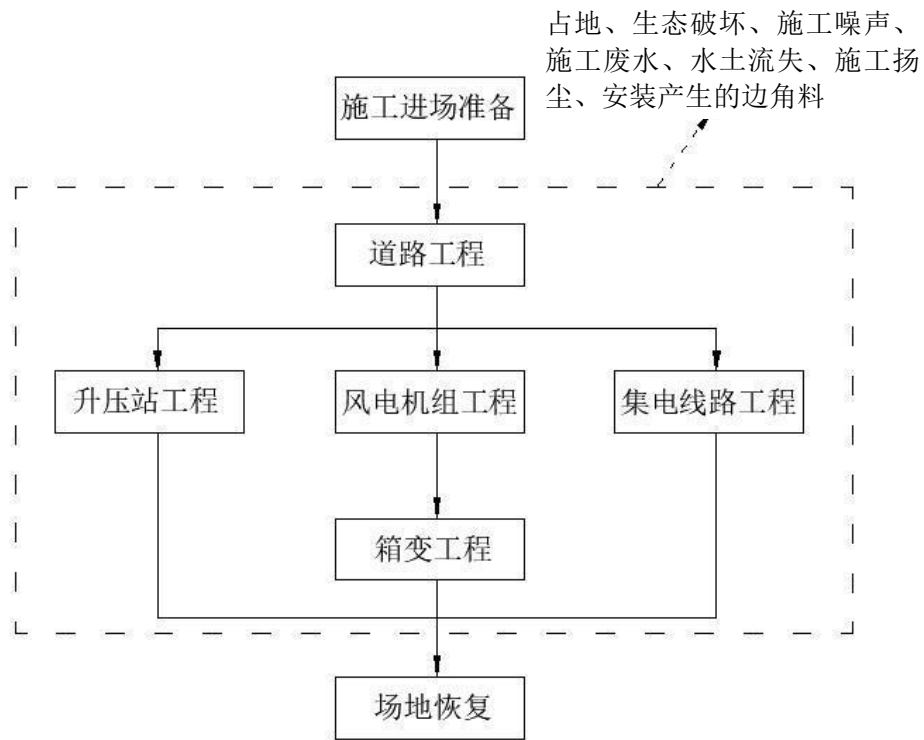 占地、生态破坏、施工噪声、
施工废水、水土流失、施工扬
尘、安装产生的边角料
施工进场准备
道路工程
升压站工程
风电机组工程
集电线路工程
箱变工程
场地恢复